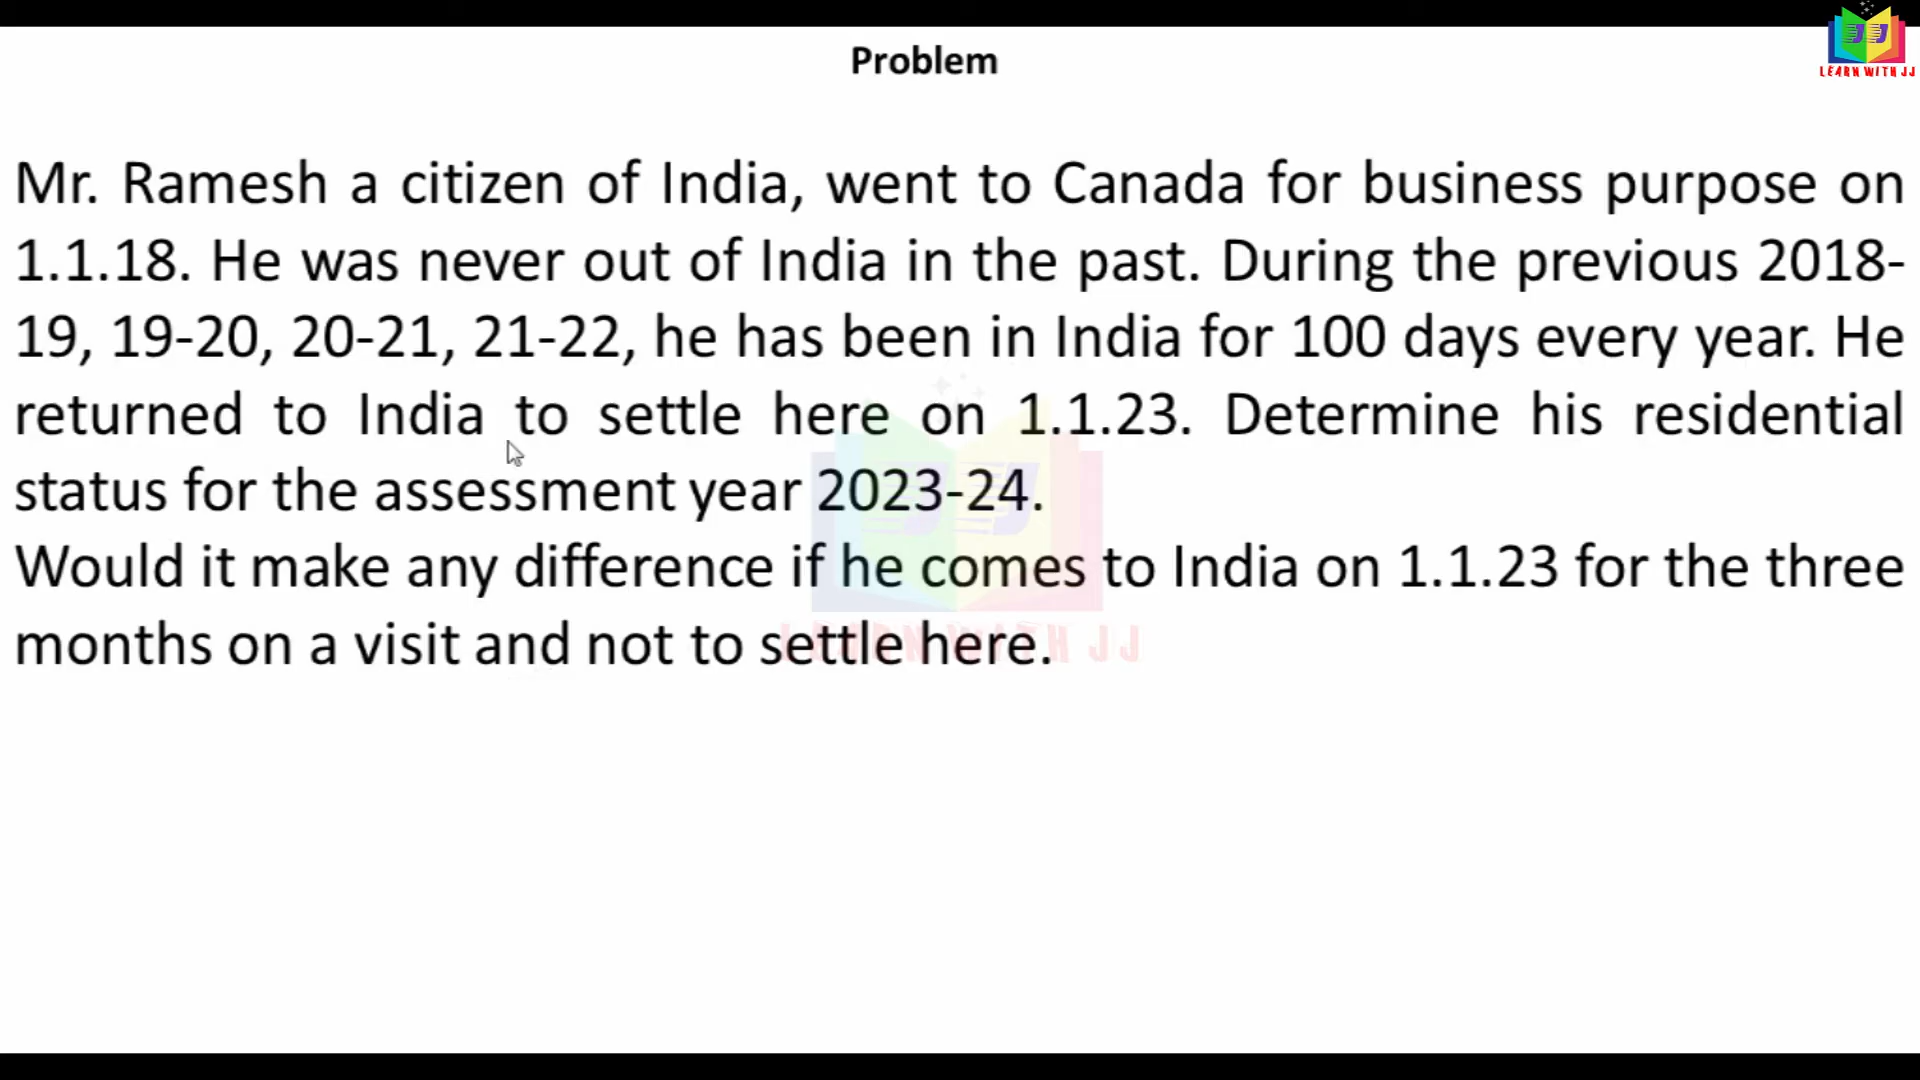 LEARN WITH JJ
Problem
Mr. Ramesh a citizen of India, went to Canada for business purpose on
1.1.18. He was never out of India in the past. During the previous 2018-
19, 19-20, 20-21, 21-22, he has been in India for 100 days every year. He
returned to India to settle here on 1.1.23. Determine his residential
status for the assessment year 2023-24.
Would it make any difference if he comes to India on 1.1.23 for the three
months on a visit and not to settle here.
LEARN WITH JJ